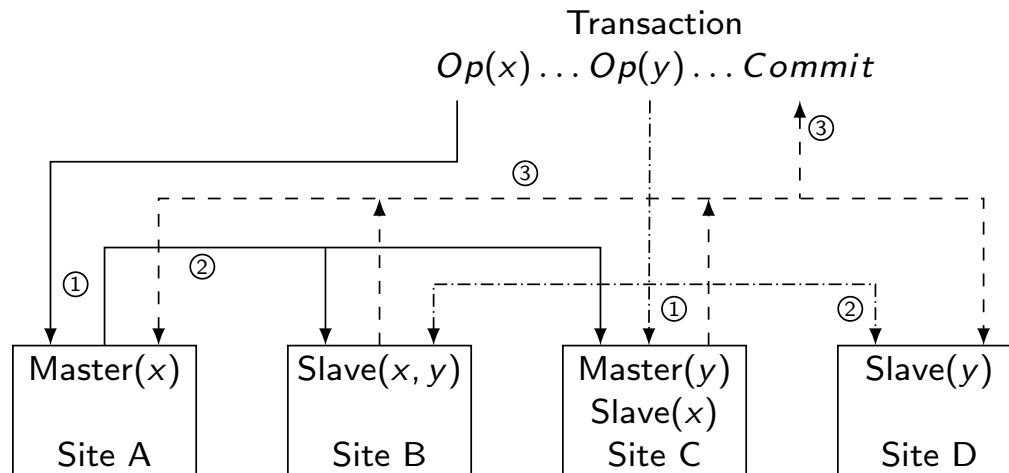 Transaction
Op(x) ... Op(y) ... Commit
③
③
②
①
①
②
Master(x)
Site A
Slave(x, y)
Site B
Master(y)
Slave(x)
Site C
Slave(y)
Site D